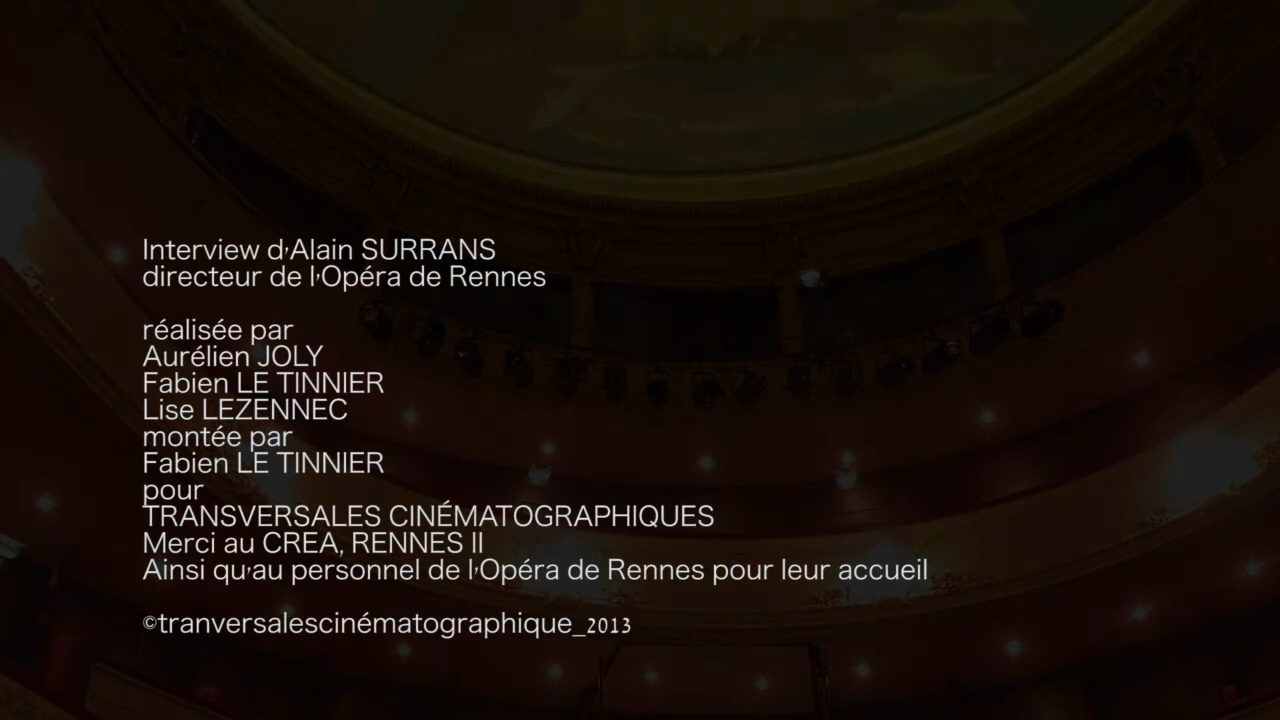 Interview d'Alain SURRANS
directeur de l'Opéra de Rennes
réalisée par
Aurélien JOLY
Fabien LE TINNIER
Lise LEZENNEC
montée par
Fabien LE TINNIER
pour
TRANSVERSALES CINÉMATOGRAPHIQUES
Merci au CREA, RENNES II
Ainsi qu'au personnel de l'Opéra de Rennes pour leur accueil
©tranversalescinématographique_2013